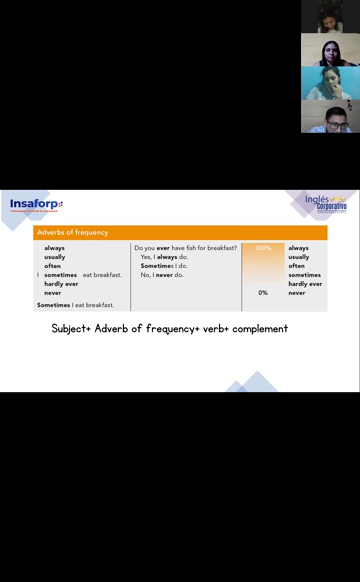 Insaforp
Inglés
Corporativo
Adverbs of frequency
always
usually
often
I sometimes eat breakfast.
hardly ever
never
Sometimes I eat breakfast.
Do you ever have fish for breakfast?
Yes, I always do.
Sometimes I do.
No, I never do.
100%
0%
always
usually
often
sometimes
hardly ever
never
Subject+ Adverb of frequency+ verb+ complement